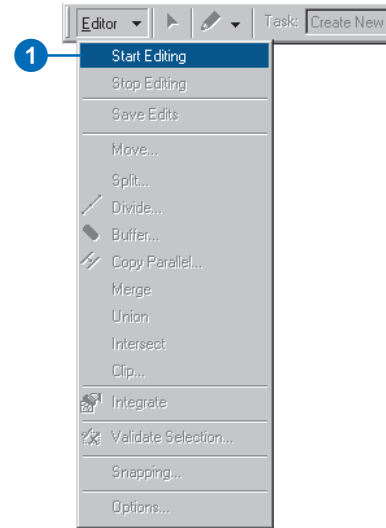 Editor Task: Create New
1 Start Editing
Stop Editing
Save Edits
Move...
Split...
Divide...
Buffer...
Copy Parallel...
Merge
Union
Intersect
Clip...
Integrate
Validate Selection...
Snapping...
Options...